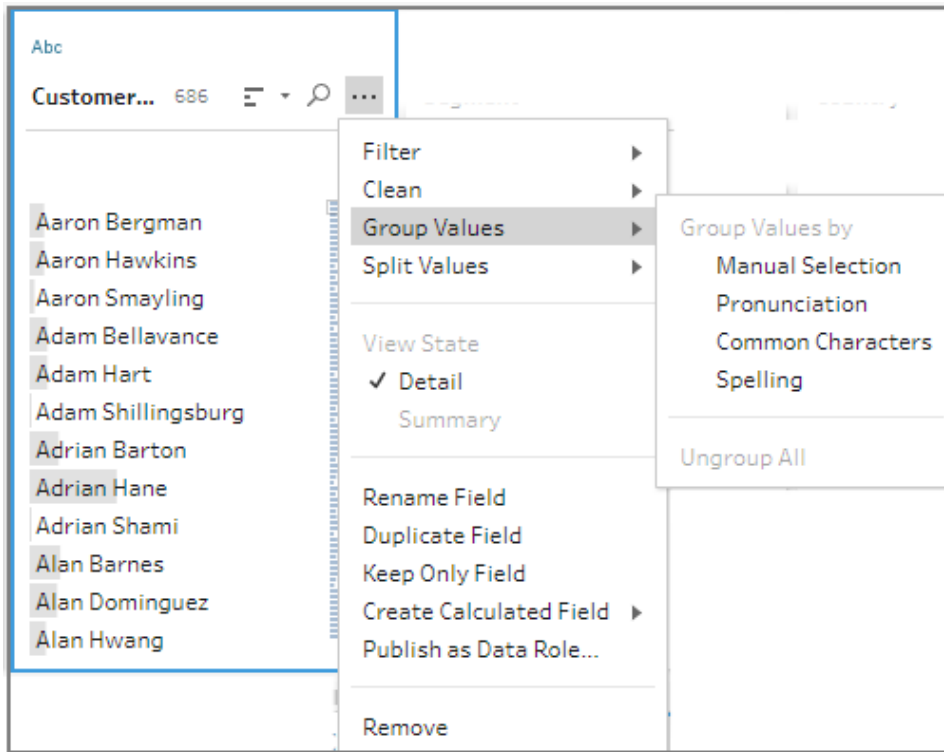 Abc
Customer... 686
Aaron Bergman
Aaron Hawkins
Aaron Smayling
Adam Bellavance
Adam Hart
Adam Shillingsburg
Adrian Barton
Adrian Hane
Adrian Shami
Alan Barnes
Alan Dominguez
Alan Hwang
Filter
Clean
Group Values
Split Values
View State
Detail
Summary
Rename Field
Duplicate Field
Keep Only Field
Create Calculated Field
Publish as Data Role...
Remove
Group Values by
Manual Selection
Pronunciation
Common Characters
Spelling
Ungroup All